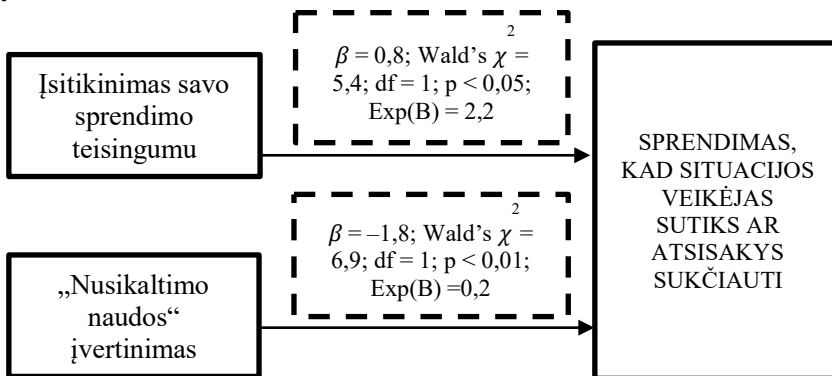 Įsitikinimas savo
sprendimo
teisingumu
2
β = 0,8; Wald's χ =
5,4; df = 1; p < 0,05;
Exp(B) = 2,2
„Nusikaltimo
naudos“
įvertinimas
2
β = –1,8; Wald's χ =
6,9; df = 1; p < 0,01;
Exp(B) =0,2
SPRENDIMAS,
KAD SITUACIJOS
VEIKĖJAS
SUTIKS AR
ATSISAKYS
SUKČIAUTI